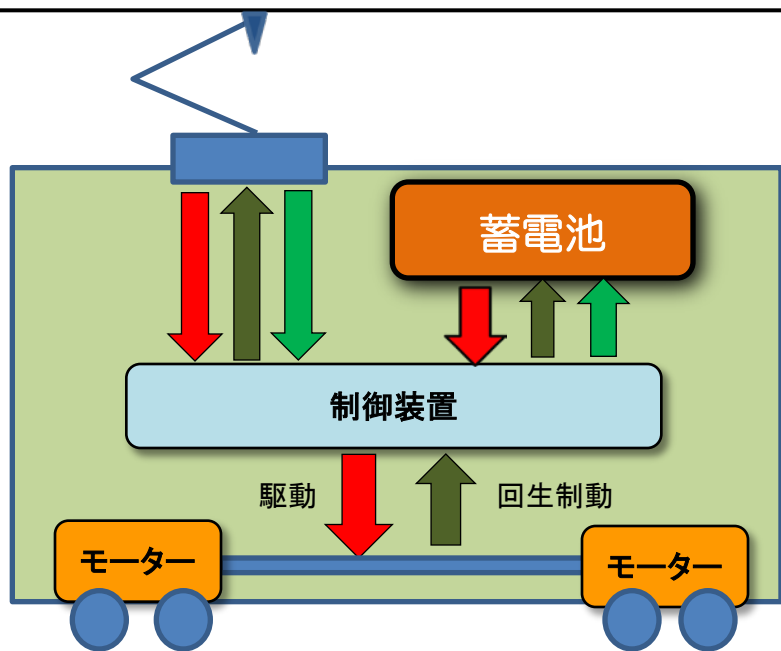 蓄電池
制御装置
駆動
回生制動
モーター
モーター